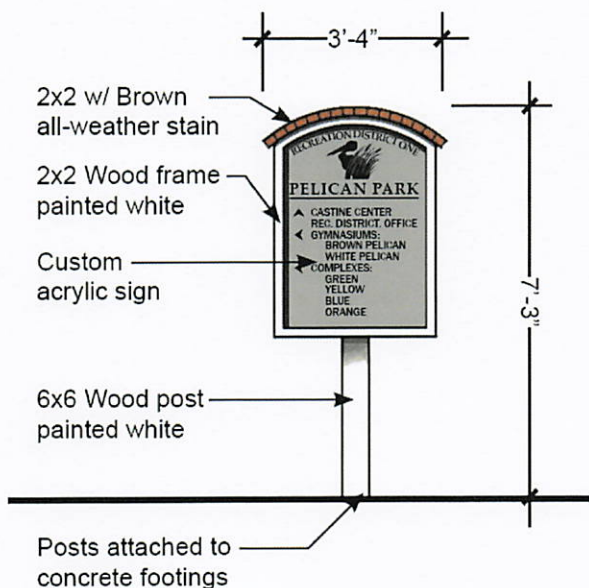 3'-4"
2x2 w/ Brown
all-weather stain
2x2 Wood frame
painted white
Custom
acrylic sign
6x6 Wood post
painted white
Posts attached to
concrete footings
RECREATION DISTRICT ONE
PELICAN PARK
CASTINE CENTER
REC. DISTRICT. OFFICE
GYMNASIUMS:
BROWN PELICAN
WHITE PELICAN
COMPLEXES:
GREEN
YELLOW
BLUE
ORANGE
7'-3"